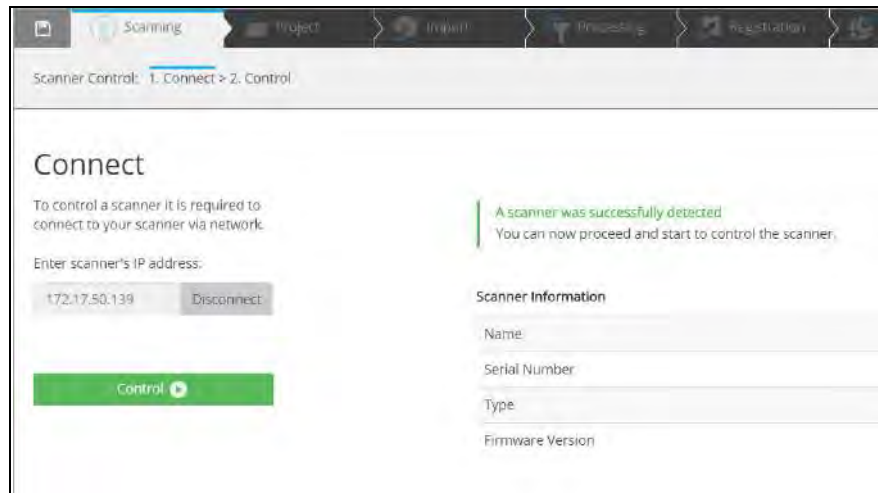 Scanning
Project
Import
Processing
Registration
Scanner Control: 1. Connect > 2. Control
Connect
To control a scanner it is required to
connect to your scanner via network.
Enter scanner's IP address:
172.17.50.139 Disconnect
Control
A scanner was successfully detected
You can now proceed and start to control the scanner.
Scanner Information
Name
Serial Number
Type
Firmware Version